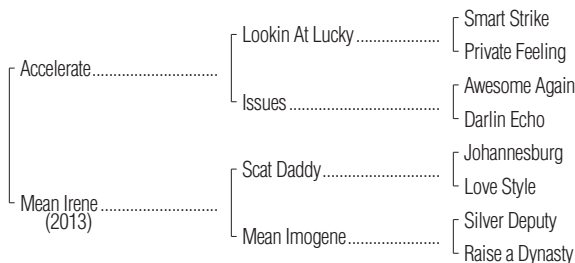 Smart Strike
Lookin At Lucky
Private Feeling
Accelerate
Awesome Again
Issues
Darlin Echo
Johannesburg
Scat Daddy
Love Style
Mean Irene
(2013)
Silver Deputy
Mean Imogene
Raise a Dynasty